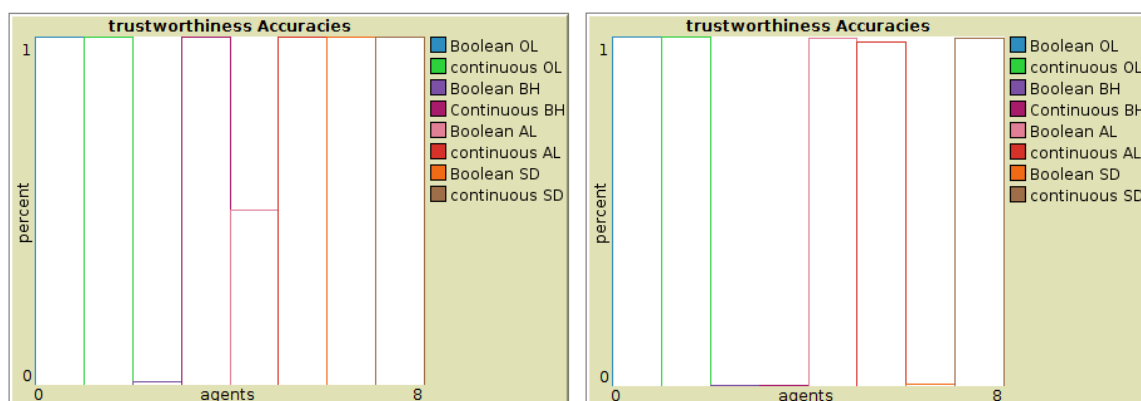 trustworthiness Accuracies
1
percent
0
0
agents
8
Boolean OL
continuous OL
Boolean BH
Continuous BH
Boolean AL
continuous AL
Boolean SD
continuous SD
trustworthiness Accuracies
1
percent
0
0
agents
8
Boolean OL
continuous OL
Boolean BH
Continuous BH
Boolean AL
continuous AL
Boolean SD
continuous SD